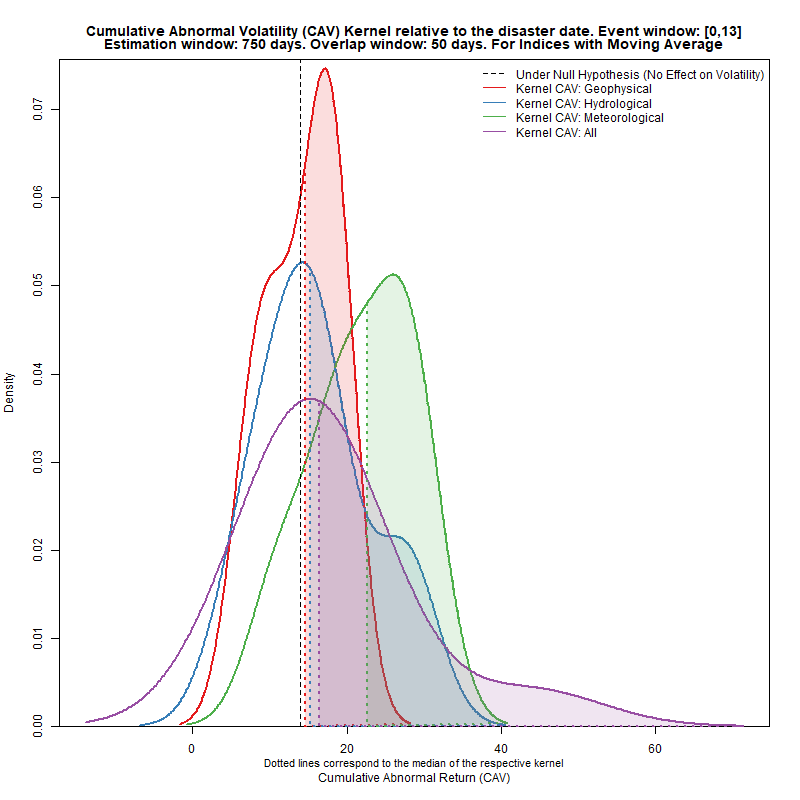 Cumulative Abnormal Volatility (CAV) Kernel relative to the disaster date. Event window: [0,13]
Estimation window: 750 days. Overlap window: 50 days. For Indices with Moving Average
Under Null Hypothesis (No Effect on Volatility)
Kernel CAV: Geophysical
Kernel CAV: Hydrological
Kernel CAV: Meteorological
Kernel CAV: All
Density
0.07
0.06
0.05
0.04
0.03
0.02
0.01
0.00
0 20 40 60
Dotted lines correspond to the median of the respective kernel
Cumulative Abnormal Return (CAV)